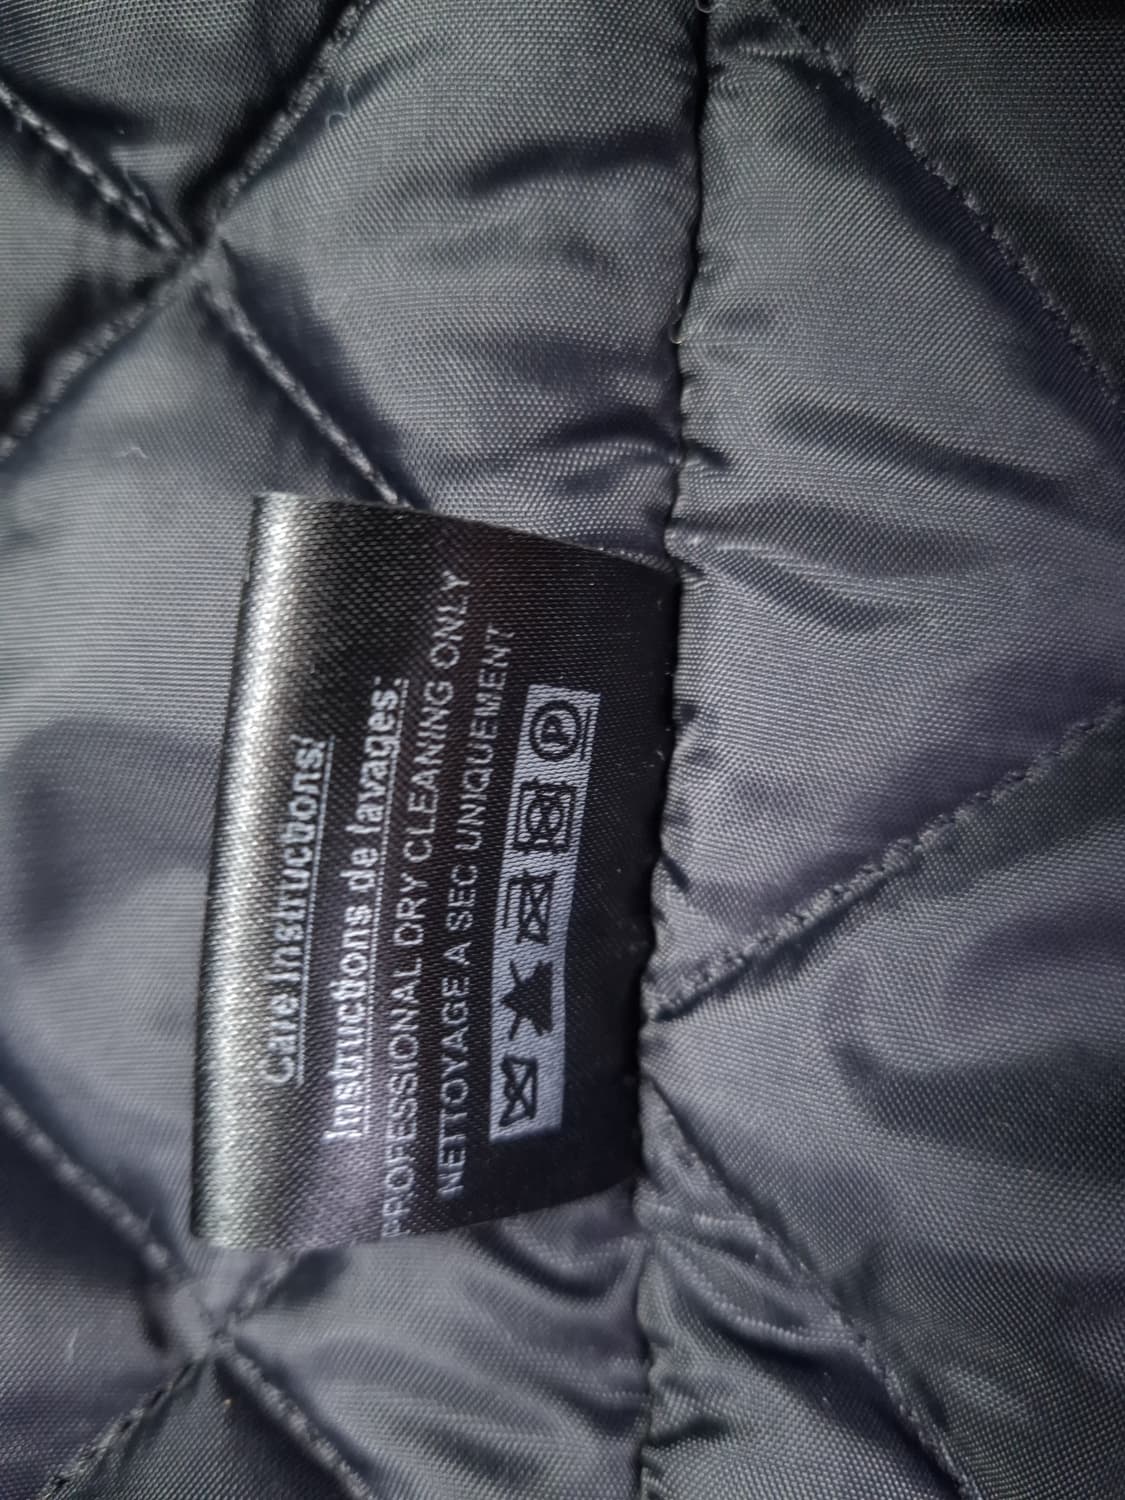 Care Instructions/
Instructions de lavages:
PROFESSIONAL DRY CLEANING ONLY
NETTOYAGE A SEC UNIQUEMENT
P